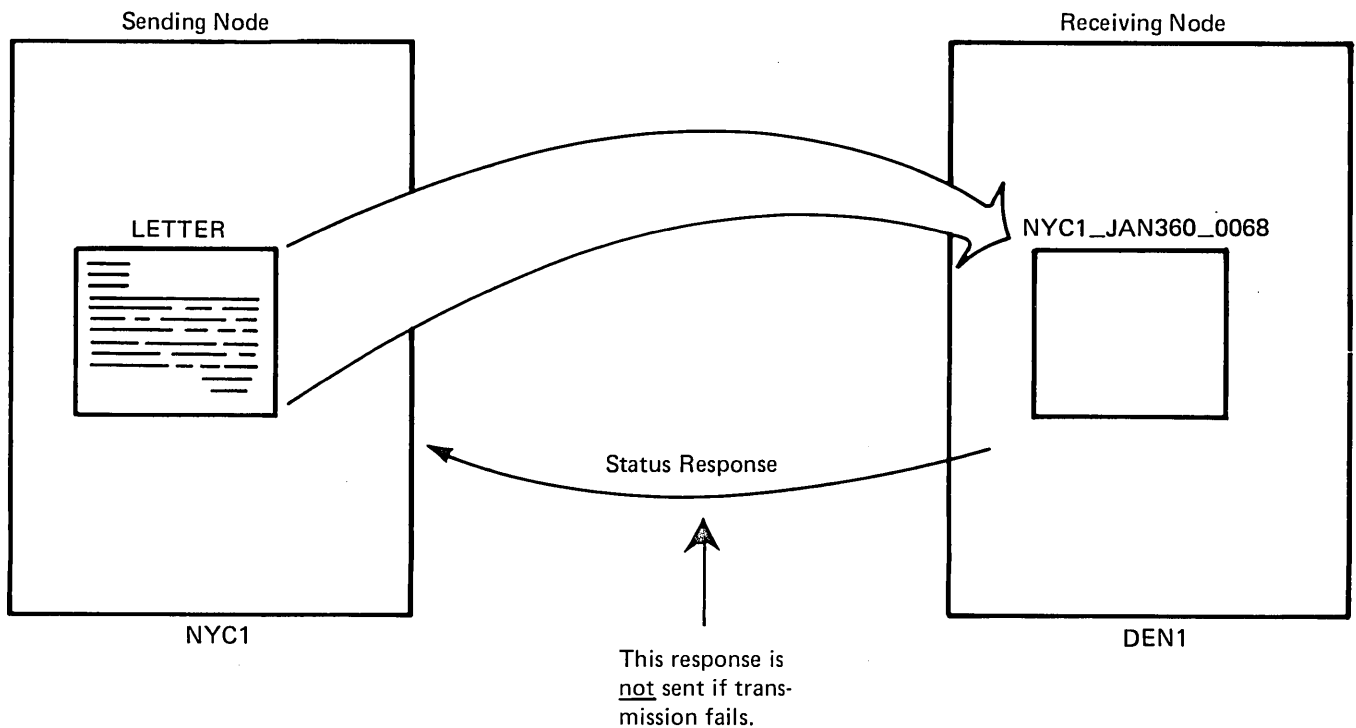 Sending Node
Receiving Node
LETTER
NYC1_JAN360_0068
Status Response
NYC1
DEN1
This response is
not sent if trans-
mission fails.